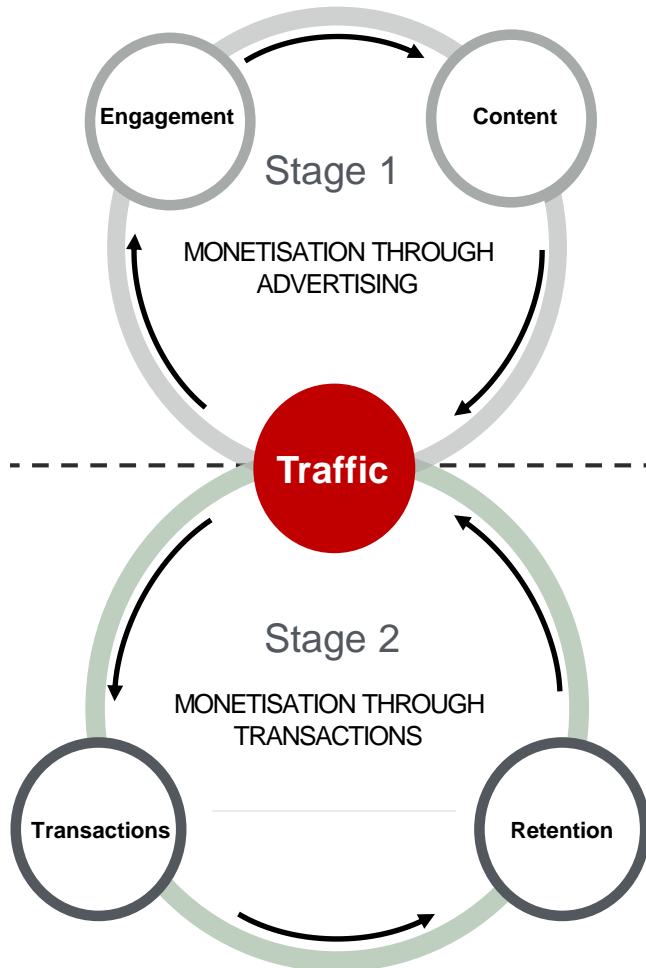 Engagement
Content
Stage 1
MONETISATION THROUGH
ADVERTISING
Traffic
Stage 2
MONETISATION THROUGH
TRANSACTIONS
Transactions
Retention